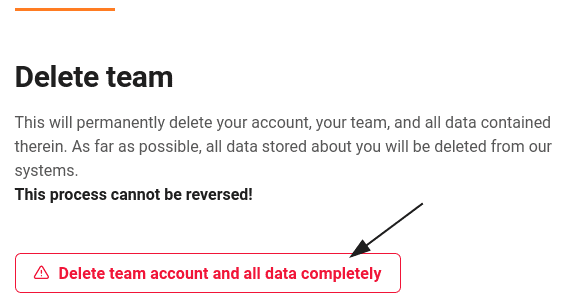 Delete team
This will permanently delete your account, your team, and all data contained
therein. As far as possible, all data stored about you will be deleted from our
systems.
This process cannot be reversed!
Delete team account and all data completely